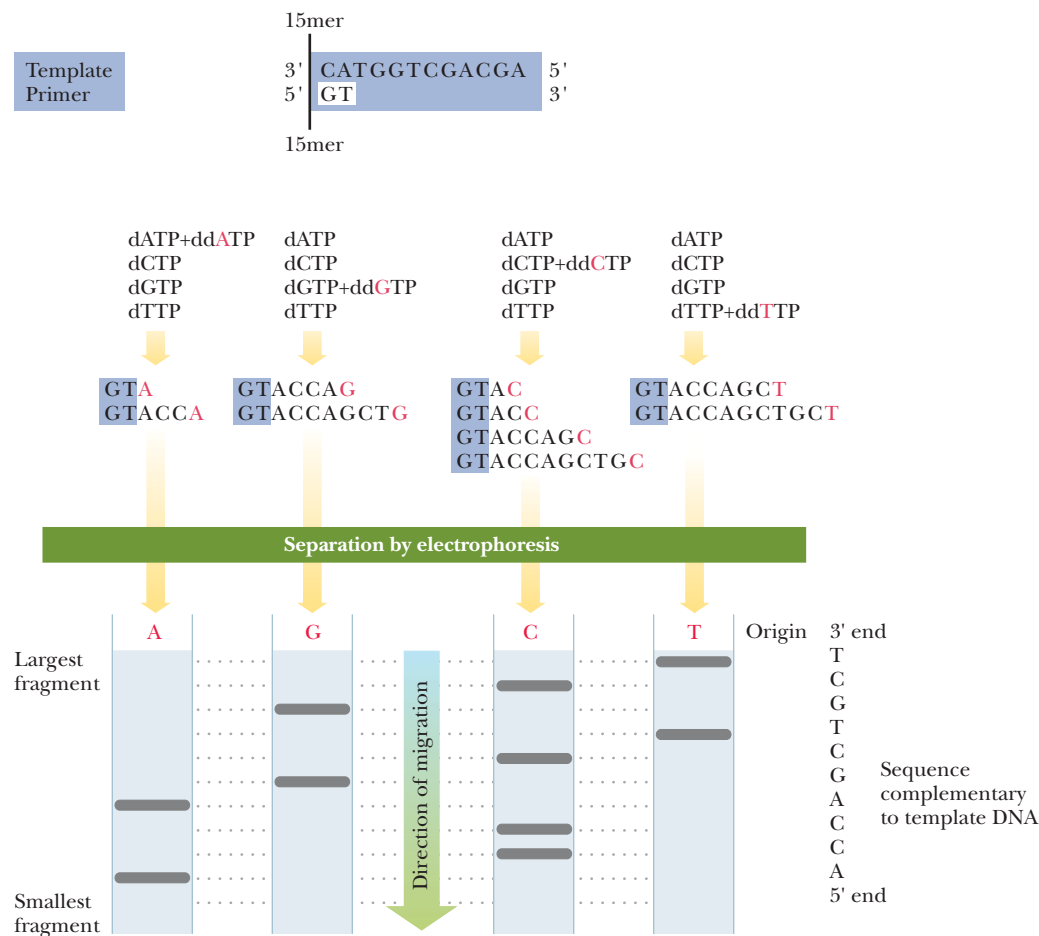 15mer
Template 3' CATGGTCGACGA 5'
Primer 5' GT 3'
15mer
dATP+ddATP
dCTP
dGTP
dTTP
dATP
dCTP
dGTP+ddGTP
dTTP
dATP
dCTP+ddCTP
dGTP
dTTP
dATP
dCTP
dGTP
dTTP+ddTTP
GTA
GTACCA
GTACCAG
GTACCAGCTG
GTAC
GTACC
GTACCAGC
GTACCAGCTGC
GTACCAGCT
GTACCAGCTGCT
Separation by electrophoresis
A G C T Origin 3' end
Largest
fragment
Direction of migration
T
C
G
T
C
G
A
C
C
A
5' end
Sequence
complementary
to template DNA
Smallest
fragment